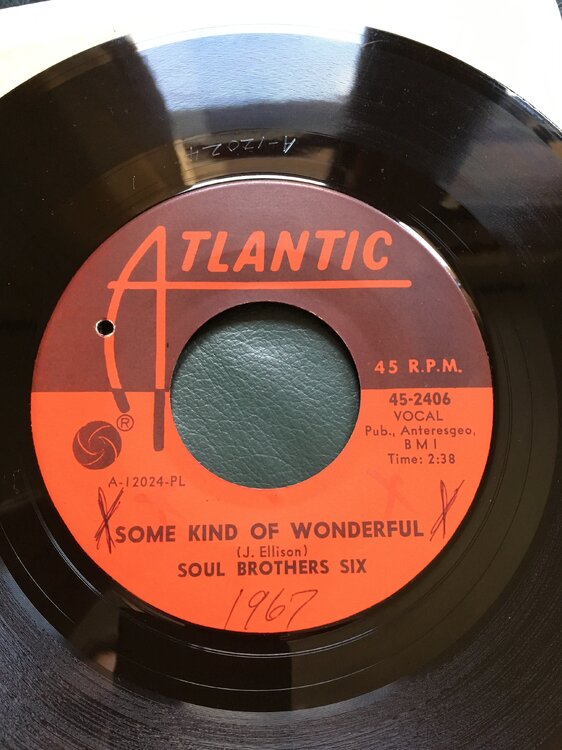 A-12024
ATLANTIC
45 R.P.M.
45-2406
VOCAL
Pub., Anteresgeo,
BMI
Time: 2:38
®
A-12024-PL
X SOME KIND OF WONDERFUL X
(J. Ellison)
SOUL BROTHERS SIX
1967